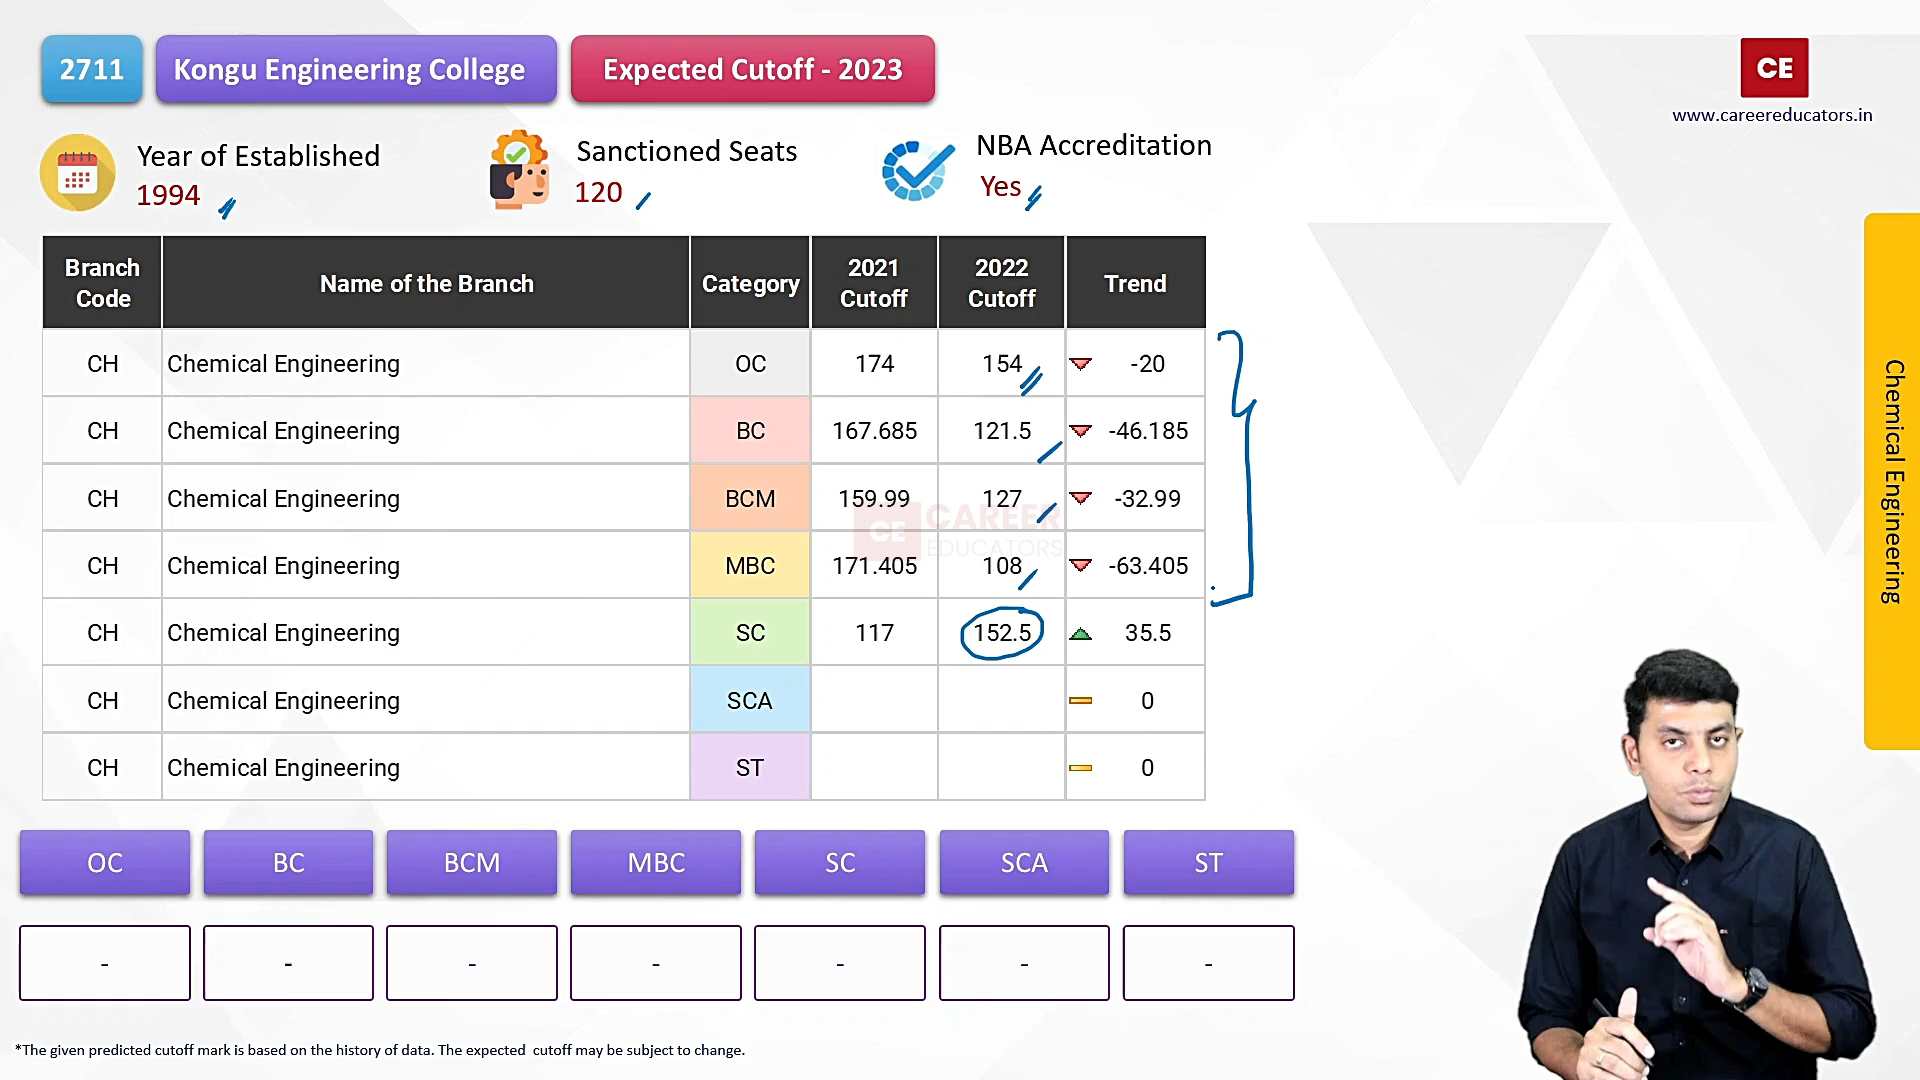 2711
Kongu Engineering College
Expected Cutoff - 2023
CE
www.careereducators.in
Year of Established
1994
Sanctioned Seats
120
NBA Accreditation
Yes
Branch Code Name of the Branch Category 2021 Cutoff 2022 Cutoff Trend
CH Chemical Engineering OC 174 154 -20
CH Chemical Engineering BC 167.685 121.5 -46.185
CH Chemical Engineering BCM 159.99 127 -32.99
CH Chemical Engineering MBC 171.405 108 -63.405
CH Chemical Engineering SC 117 152.5 35.5
CH Chemical Engineering SCA 0
CH Chemical Engineering ST 0
CE CAREER
EDUCATORS
Chemical Engineering
OC BC BCM MBC SC SCA ST
- - - - - - -
*The given predicted cutoff mark is based on the history of data. The expected cutoff may be subject to change.